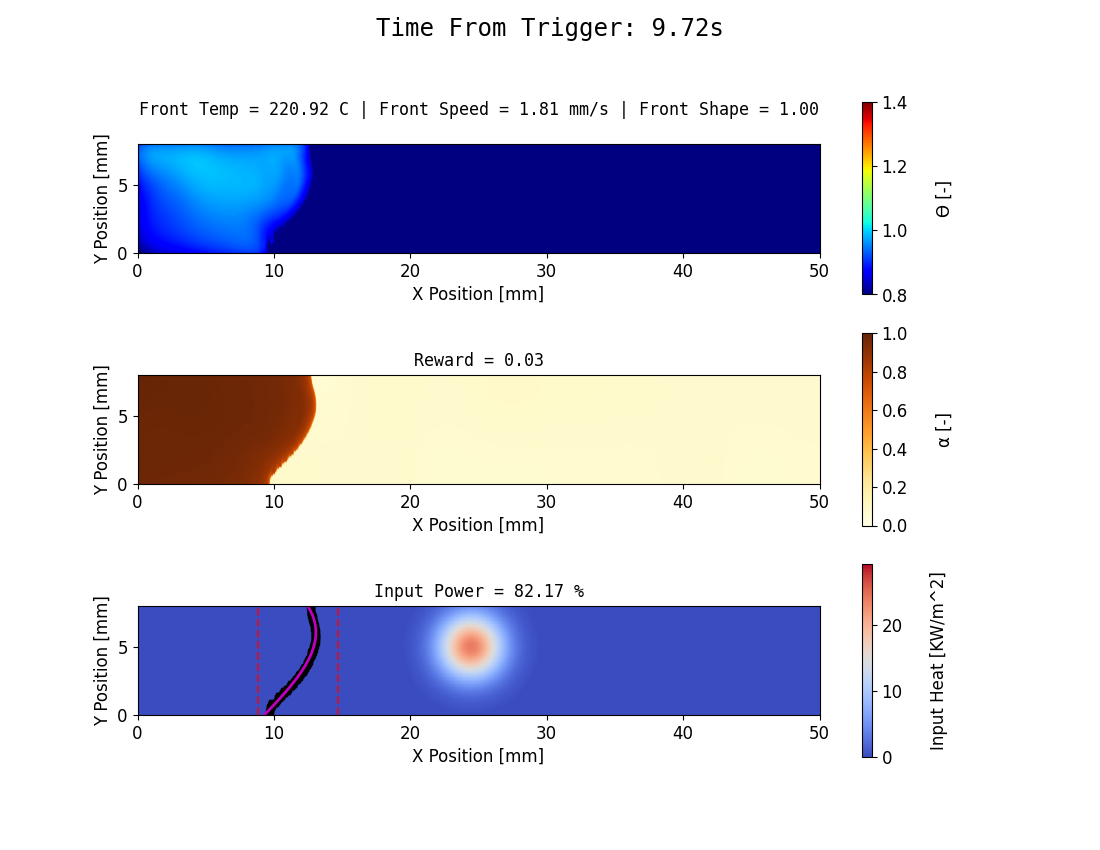 Time From Trigger: 9.72s
Front Temp = 220.92 C | Front Speed = 1.81 mm/s | Front Shape = 1.00
Y Position [mm]
5
0
0 10 20 30 40 50
X Position [mm]
1.4
1.2
1.0
0.8
Θ [-]
Reward = 0.03
Y Position [mm]
5
0
0 10 20 30 40 50
X Position [mm]
1.0
0.8
0.6
0.4
0.2
0.0
α [-]
Input Power = 82.17 %
Y Position [mm]
5
0
0 10 20 30 40 50
X Position [mm]
20
10
0
Input Heat [KW/m^2]